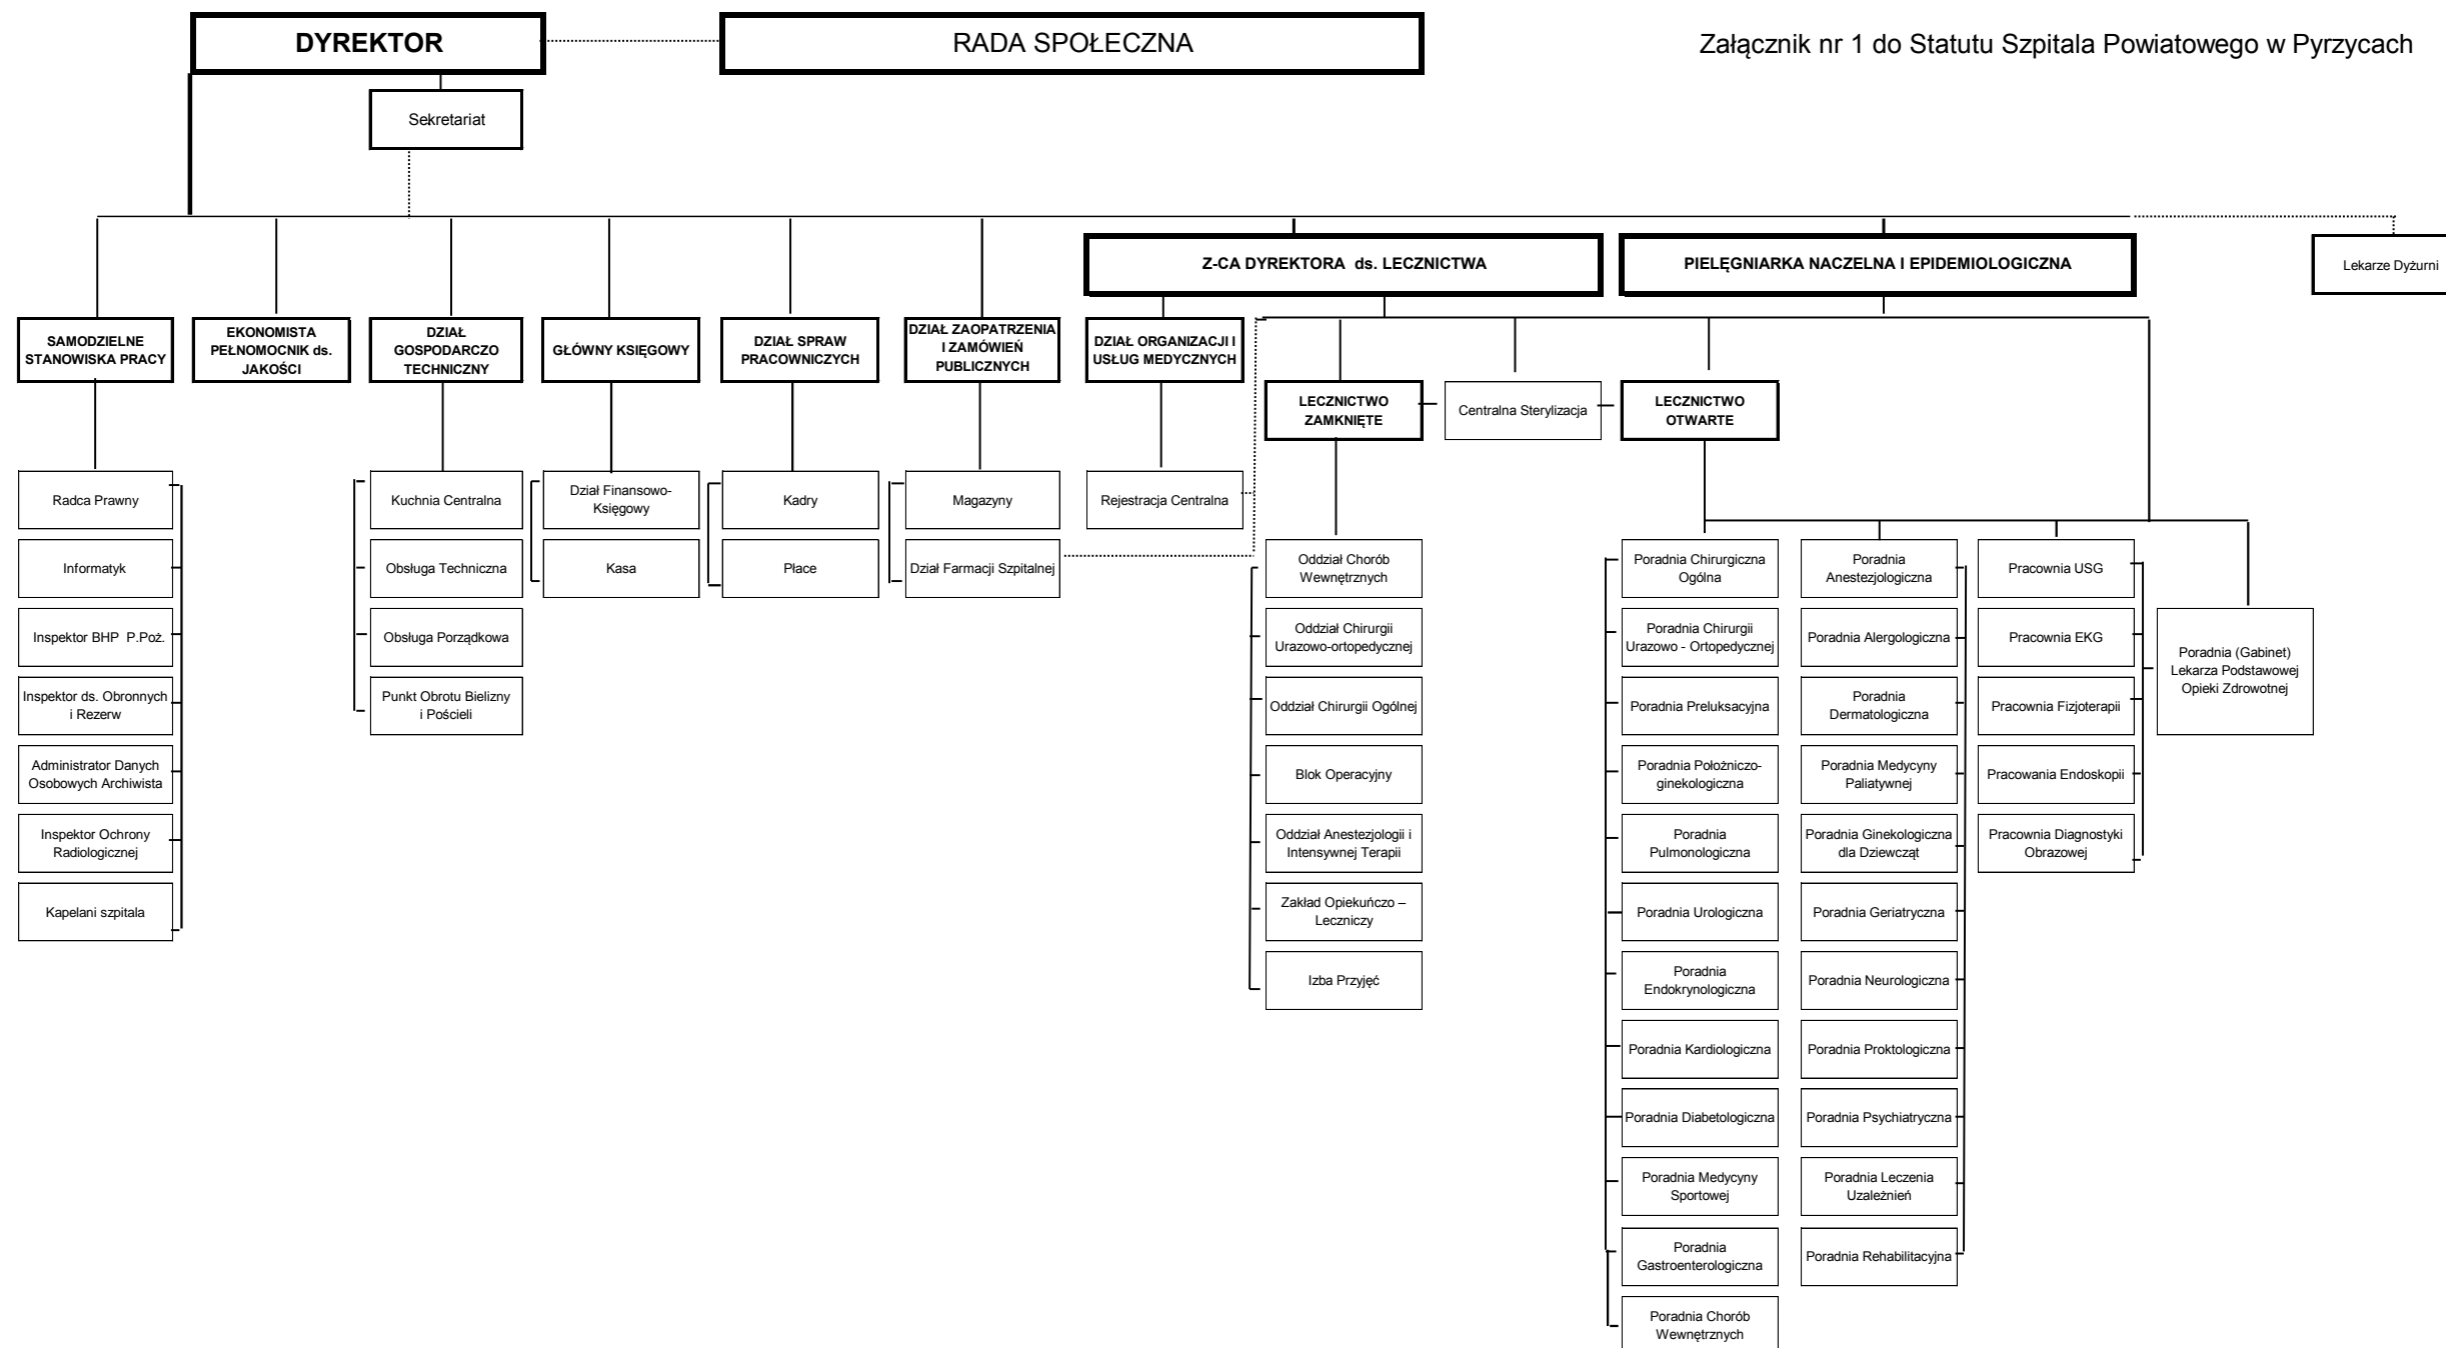 DYREKTOR
RADA SPOŁECZNA
Załącznik nr 1 do Statutu Szpitala Powiatowego w Pyrzycach
Sekretariat
Z-CA DYREKTORA ds. LECZNICTWA
PIELĘGNIARKA NACZELNA I EPIDEMIOLOGICZNA
Lekarze Dyżurni
SAMODZIELNE
STANOWISKA PRACY
EKONOMISTA
PEŁNOMOCNIK ds.
JAKOŚCI
DZIAŁ
GOSPODARCZO
TECHNICZNY
GŁÓWNY KSIĘGOWY
DZIAŁ SPRAW
PRACOWNICZYCH
DZIAŁ ZAOPATRZENIA
I ZAMÓWIEŃ
PUBLICZNYCH
DZIAŁ ORGANIZACJI I
USŁUG MEDYCZNYCH
LECZNICTWO
ZAMKNIĘTE
Centralna Sterylizacja
LECZNICTWO
OTWARTE
Radca Prawny
Informatyk
Inspektor BHP P.Poż.
Inspektor ds. Obronnych
i Rezerw
Administrator Danych
Osobowych Archiwista
Inspektor Ochrony
Radiologicznej
Kapelani szpitala
Kuchnia Centralna
Obsługa Techniczna
Obsługa Porządkowa
Punkt Obrotu Bielizny
i Pościeli
Dział Finansowo-
Księgowy
Kasa
Kadry
Płace
Magazyny
Dział Farmacji Szpitalnej
Rejestracja Centralna
Oddział Chorób
Wewnętrznych
Oddział Chirurgii
Urazowo-ortopedycznej
Oddział Chirurgii Ogólnej
Blok Operacyjny
Oddział Anestezjologii i
Intensywnej Terapii
Zakład Opiekuńczo –
Leczniczy
Izba Przyjęć
Poradnia Chirurgiczna
Ogólna
Poradnia Chirurgii
Urazowo - Ortopedycznej
Poradnia Preluksacyjna
Poradnia Położniczo-
ginekologiczna
Poradnia
Pulmonologiczna
Poradnia Urologiczna
Poradnia
Endokrynologiczna
Poradnia Kardiologiczna
Poradnia Diabetologiczna
Poradnia Medycyny
Sportowej
Poradnia
Gastroenterologiczna
Poradnia Chorób
Wewnętrznych
Poradnia
Anestezjologiczna
Poradnia Alergologiczna
Poradnia
Dermatologiczna
Poradnia Medycyny
Paliatywnej
Poradnia Ginekologiczna
dla Dziewcząt
Poradnia Geriatryczna
Poradnia Neurologiczna
Poradnia Proktologiczna
Poradnia Psychiatryczna
Poradnia Leczenia
Uzależnień
Poradnia Rehabilitacyjna
Pracownia USG
Pracownia EKG
Pracownia Fizjoterapii
Pracowania Endoskopii
Pracownia Diagnostyki
Obrazowej
Poradnia (Gabinet)
Lekarza Podstawowej
Opieki Zdrowotnej